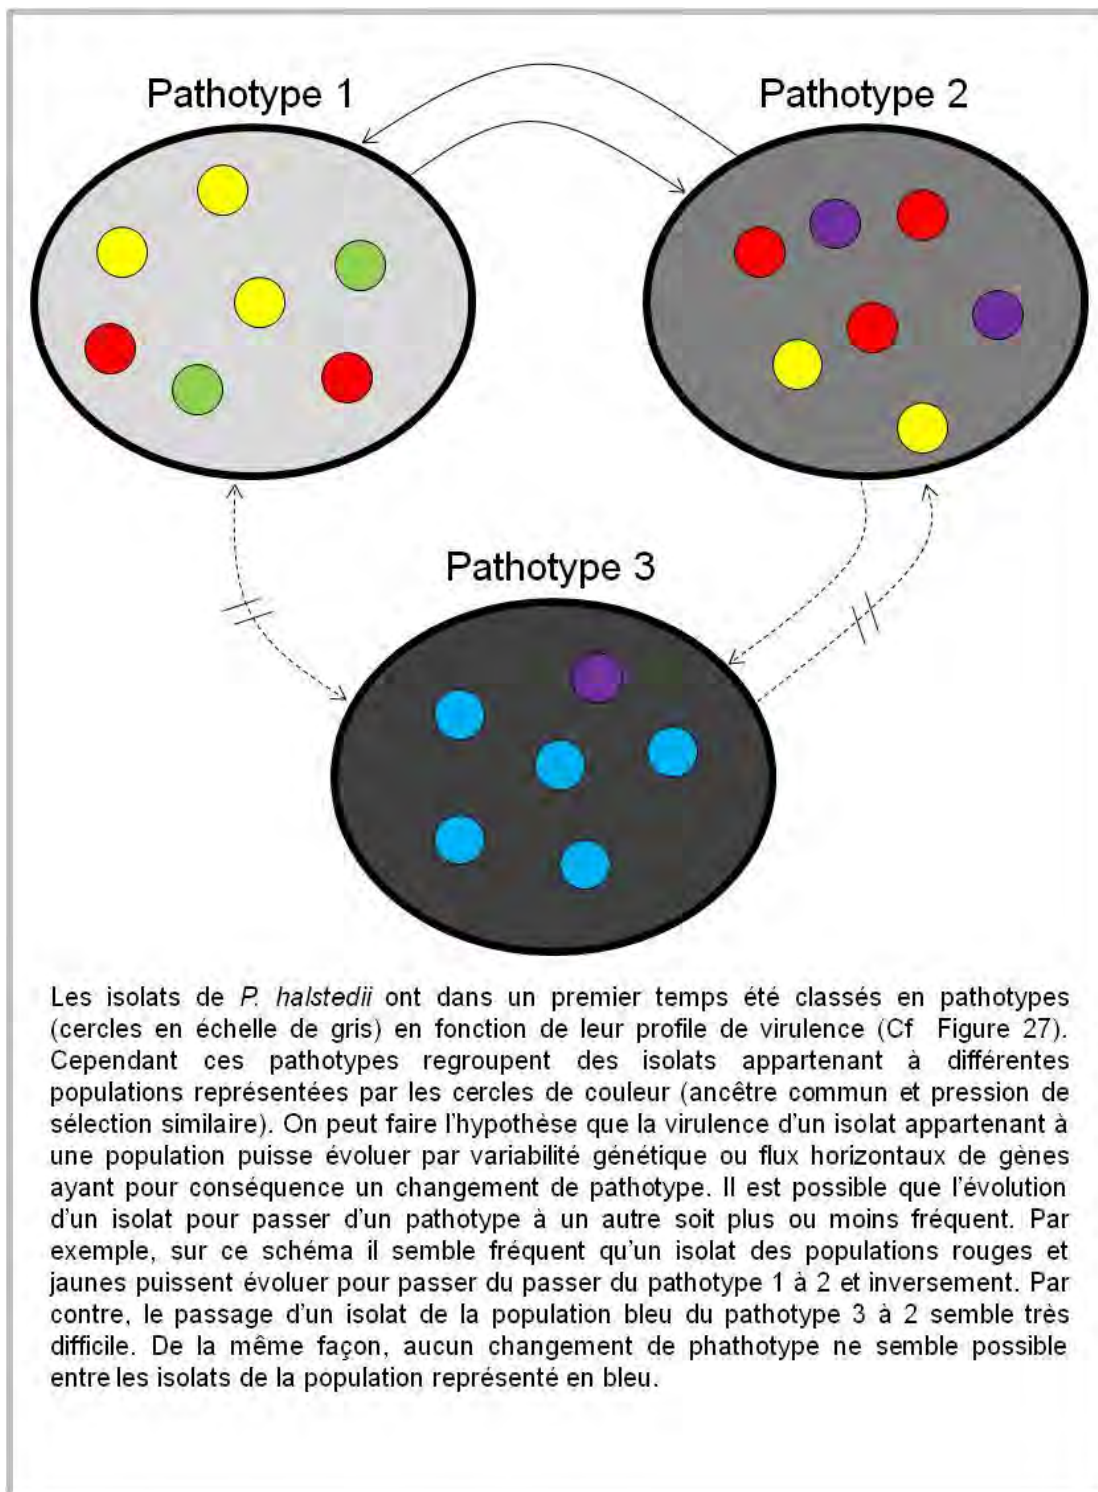 Pathotype 1
Pathotype 2
Pathotype 3
Les isolats de P. halstedii ont dans un premier temps été classés en pathotypes
(cercles en échelle de gris) en fonction de leur profile de virulence (Cf Figure 27).
Cependant ces pathotypes regroupent des isolats appartenant à différentes
populations représentées par les cercles de couleur (ancêtre commun et pression de
sélection similaire). On peut faire l'hypothèse que la virulence d'un isolat appartenant à
une population puisse évoluer par variabilité génétique ou flux horizontaux de gènes
ayant pour conséquence un changement de pathotype. Il est possible que l'évolution
d'un isolat pour passer d'un pathotype à un autre soit plus ou moins fréquent. Par
exemple, sur ce schéma il semble fréquent qu'un isolat des populations rouges et
jaunes puissent évoluer pour passer du passer du pathotype 1 à 2 et inversement. Par
contre, le passage d'un isolat de la population bleu du pathotype 3 à 2 semble très
difficile. De la même façon, aucun changement de phathotype ne semble possible
entre les isolats de la population représenté en bleu.